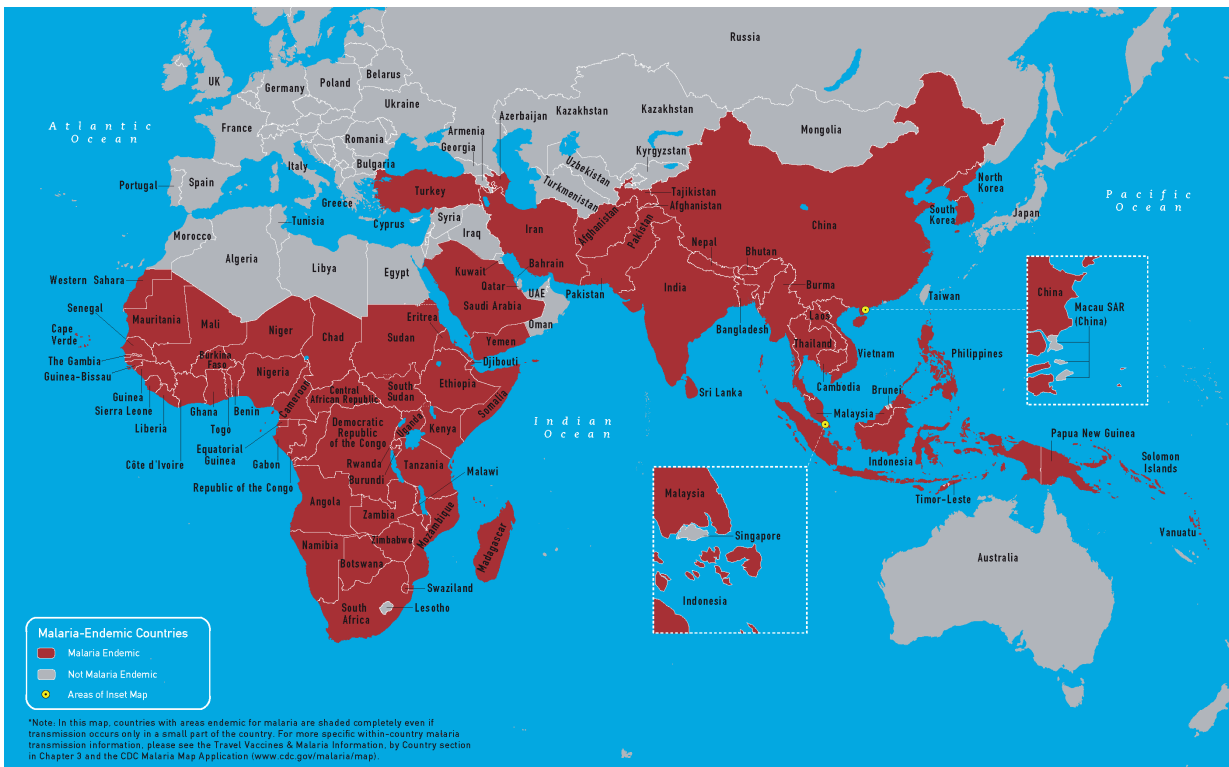 Russia
Belarus
UK
Poland
Germany
Ukraine
Kazakhstan
Kazakhstan
Atlantic
Ocean
France
Azerbaijan
Armenia
Georgia
Mongolia
Romania
Italy
Bulgaria
Kyrgyzstan
Uzbekistan
Turkmenistan
Portugal
Spain
Turkey
North
Korea
Tajikistan
Afghanistan
Afghanistan
Pacific
Ocean
Greece
Tunisia
Cyprus
Syria
South
Korea
Japan
Morocco
Iraq
Iran
Pakistan
China
Nepal
Bhutan
Algeria
Libya
Egypt
Kuwait
Bahrain
Qatar
UAE
Pakistan
India
Burma
Western Sahara
Taiwan
China
Macau SAR
(China)
Senegal
Mauritania
Mali
Niger
Chad
Sudan
Eritrea
Saudi Arabia
Oman
Laos
Bangladesh
Cape
Verde
Yemen
Thailand
Vietnam
Philippines
The Gambia
Guinea-Bissau
Burkina
Faso
Nigeria
Djibouti
Cambodia
Guinea
Sierra Leone
Liberia
Ghana
Togo
Benin
Cameroon
Central
African Republic
South
Sudan
Ethiopia
Somalia
Sri Lanka
Brunei
Malaysia
Indian
Ocean
Côte d'Ivoire
Equatorial
Guinea
Gabon
Republic of the Congo
Democratic
Republic
of the Congo
Uganda
Kenya
Rwanda
Burundi
Tanzania
Malawi
Indonesia
Papua New Guinea
Solomon
Islands
Timor-Leste
Angola
Zambia
Mozambique
Malaysia
Singapore
Indonesia
Vanuatu
Namibia
Zimbabwe
Botswana
Madagascar
Australia
Swaziland
South
Africa
Lesotho
Malaria-Endemic Countries
Malaria Endemic
Not Malaria Endemic
Areas of Inset Map
*Note: In this map, countries with areas endemic for malaria are shaded completely even if
transmission occurs only in a small part of the country. For more specific within-country malaria
transmission information, please see the Travel Vaccines & Malaria Information, by Country section
in Chapter 3 and the CDC Malaria Map Application (www.cdc.gov/malaria/map).